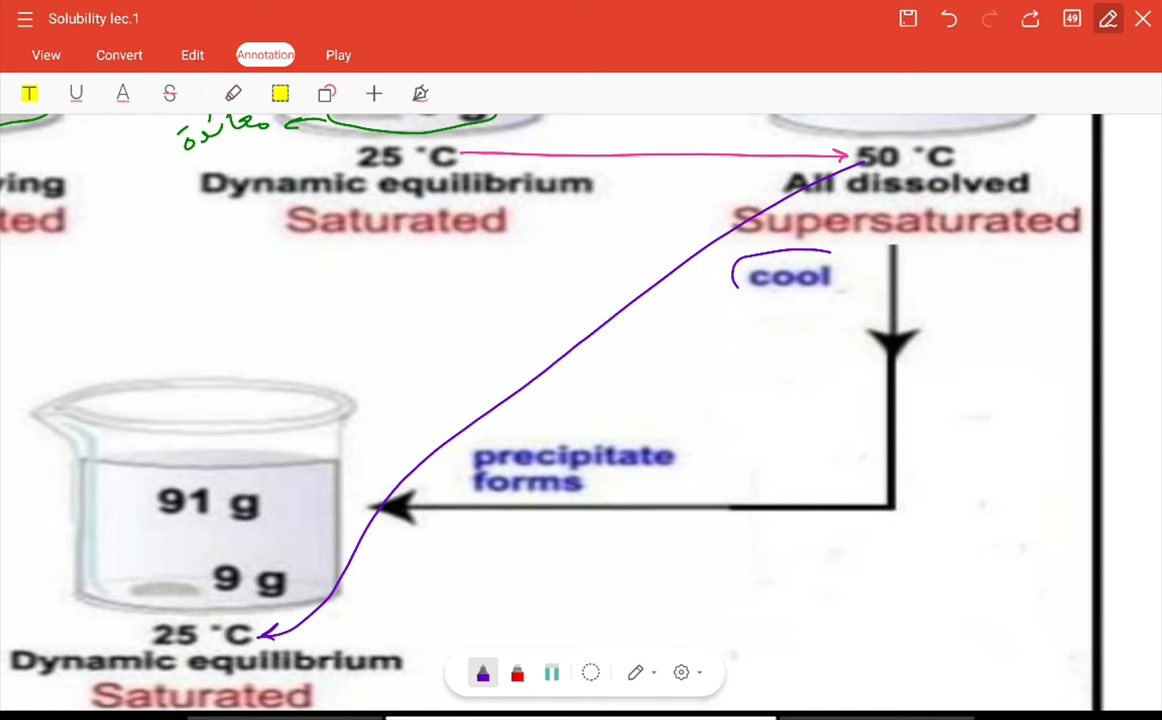 Solubility lec.1
49
View Convert Edit Annotation Play
T U A S
25 °C
50 °C
ying
Dynamic equilibrium
All dissolved
ted
Saturated
Supersaturated
cool
precipitate
forms
91 g
9 g
25 °C
Dynamic equilibrium
Saturated